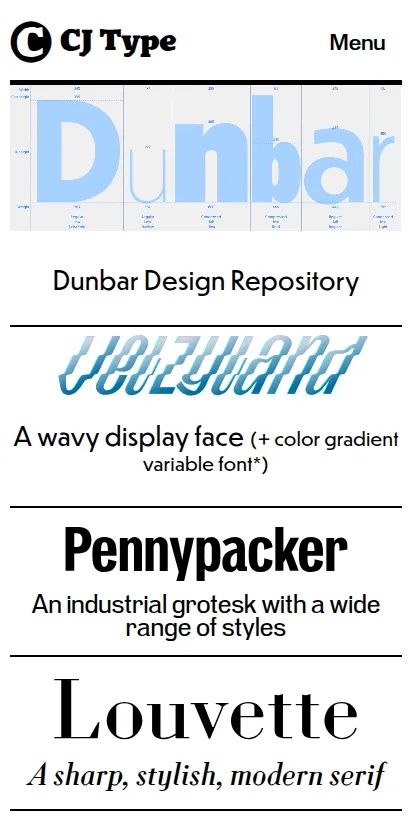 C CJ Type
Menu
Dunbar
Dunbar Design Repository
Velzyland
A wavy display face (+ color gradient
variable font*)
Pennypacker
An industrial grotesk with a wide
range of styles
Louvette
A sharp, stylish, modern serif